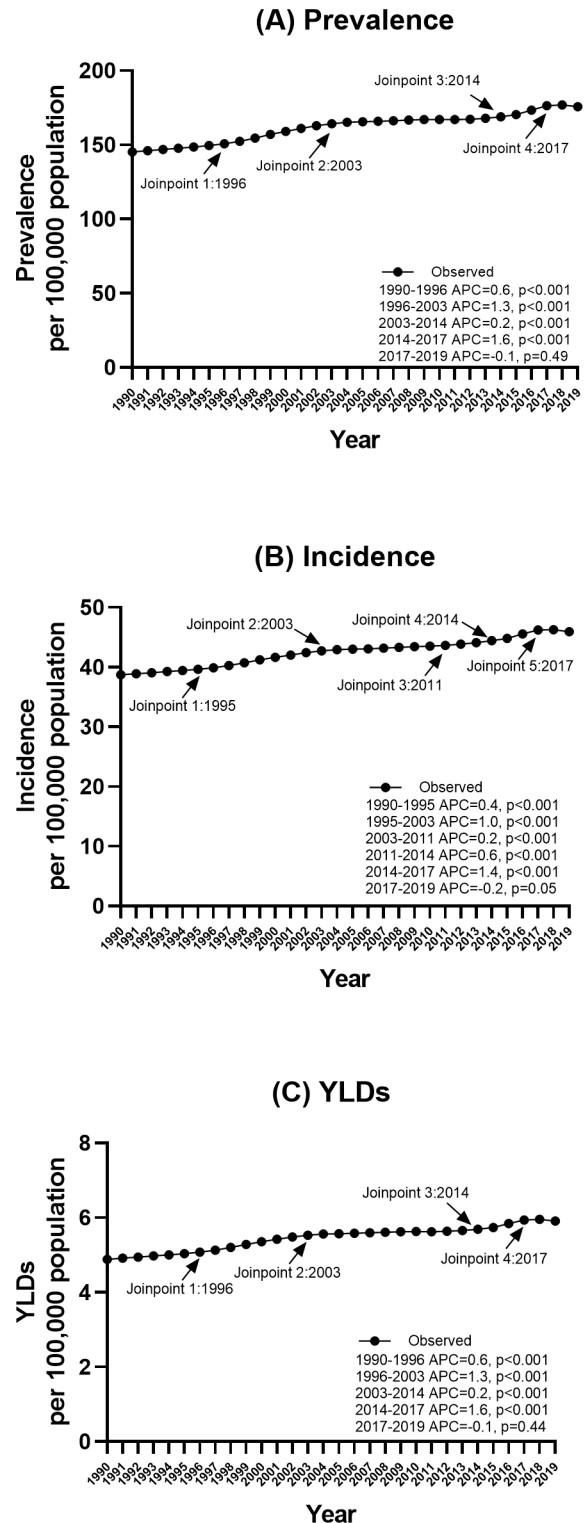 (A) Prevalence
Prevalence
per 100,000 population
200
150
100
50
0
Joinpoint 1:1996
Joinpoint 2:2003
Joinpoint 3:2014
Joinpoint 4:2017
Observed
1990-1996 APC=0.6, p<0.001
1996-2003 APC=1.3, p<0.001
2003-2014 APC=0.2, p<0.001
2014-2017 APC=1.6, p<0.001
2017-2019 APC=-0.1, p=0.49
1990 1991 1992 1993 1994 1995 1996 1997 1998 1999 2000 2001 2002 2003 2004 2005 2006 2007 2008 2009 2010 2011 2012 2013 2014 2015 2016 2017 2018 2019
Year
(B) Incidence
Incidence
per 100,000 population
50
40
30
20
10
0
Joinpoint 1:1995
Joinpoint 2:2003
Joinpoint 3:2011
Joinpoint 4:2014
Joinpoint 5:2017
Observed
1990-1995 APC=0.4, p<0.001
1995-2003 APC=1.0, p<0.001
2003-2011 APC=0.2, p<0.001
2011-2014 APC=0.6, p<0.001
2014-2017 APC=1.4, p<0.001
2017-2019 APC=-0.2, p=0.05
1990 1991 1992 1993 1994 1995 1996 1997 1998 1999 2000 2001 2002 2003 2004 2005 2006 2007 2008 2009 2010 2011 2012 2013 2014 2015 2016 2017 2018 2019
Year
(C) YLDs
YLDs
per 100,000 population
8
6
4
2
0
Joinpoint 1:1996
Joinpoint 2:2003
Joinpoint 3:2014
Joinpoint 4:2017
Observed
1990-1996 APC=0.6, p<0.001
1996-2003 APC=1.3, p<0.001
2003-2014 APC=0.2, p<0.001
2014-2017 APC=1.6, p<0.001
2017-2019 APC=-0.1, p=0.44
1990 1991 1992 1993 1994 1995 1996 1997 1998 1999 2000 2001 2002 2003 2004 2005 2006 2007 2008 2009 2010 2011 2012 2013 2014 2015 2016 2017 2018 2019
Year